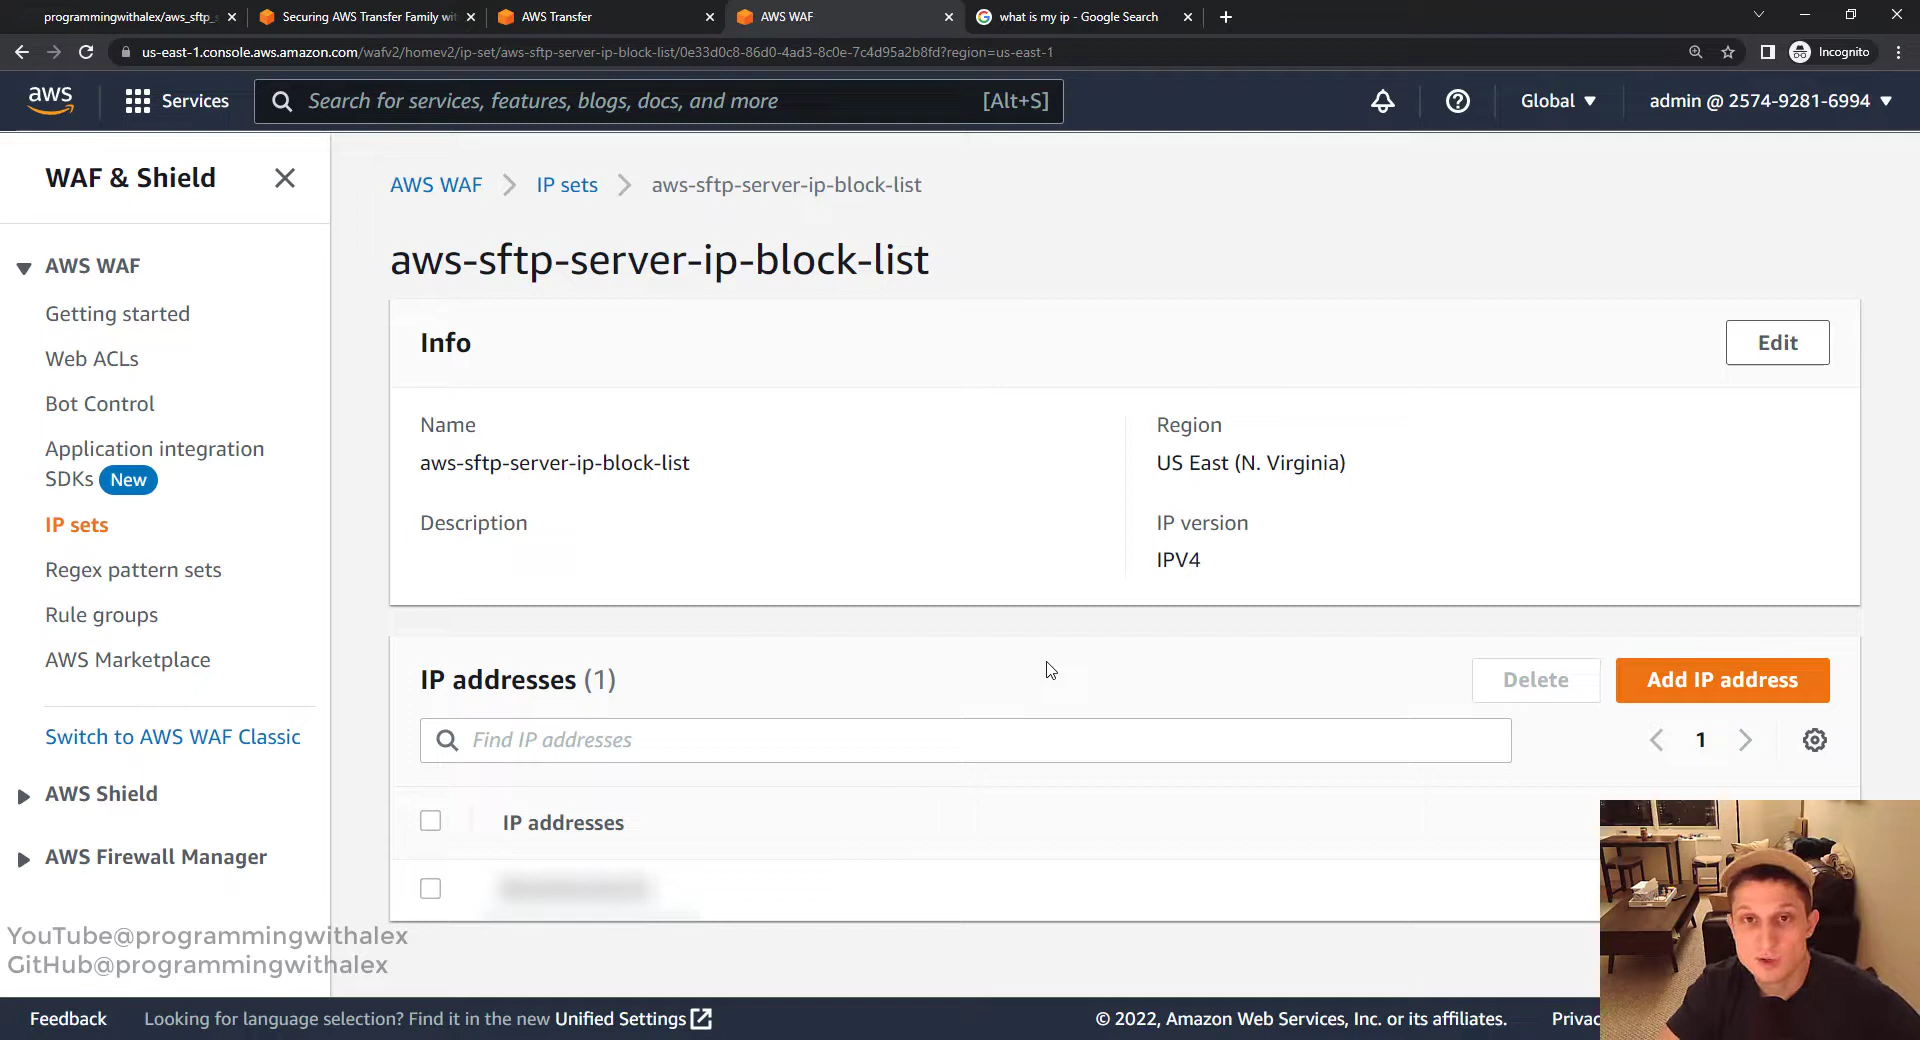 programmingwithalex/aws_sftp_s
Securing AWS Transfer Family wit
AWS Transfer
AWS WAF
what is my ip - Google Search
us-east-1.console.aws.amazon.com/wafv2/homev2/ip-set/aws-sftp-server-ip-block-list/0e33d0c8-86d0-4ad3-8c0e-7c4d95a2b8fd?region=us-east-1
Incognito
aws
Services
Search for services, features, blogs, docs, and more
[Alt+S]
Global
admin @ 2574-9281-6994
WAF & Shield
AWS WAF
Getting started
Web ACLs
Bot Control
Application integration
SDKs New
IP sets
Regex pattern sets
Rule groups
AWS Marketplace
Switch to AWS WAF Classic
AWS Shield
AWS Firewall Manager
AWS WAF
IP sets
aws-sftp-server-ip-block-list
aws-sftp-server-ip-block-list
Info
Edit
Name
aws-sftp-server-ip-block-list
Region
US East (N. Virginia)
Description
IP version
IPV4
IP addresses (1)
Delete
Add IP address
Find IP addresses
1
IP addresses
YouTube@programmingwithalex
GitHub@programmingwithalex
Feedback
Looking for language selection? Find it in the new Unified Settings
© 2022, Amazon Web Services, Inc. or its affiliates.
Privac